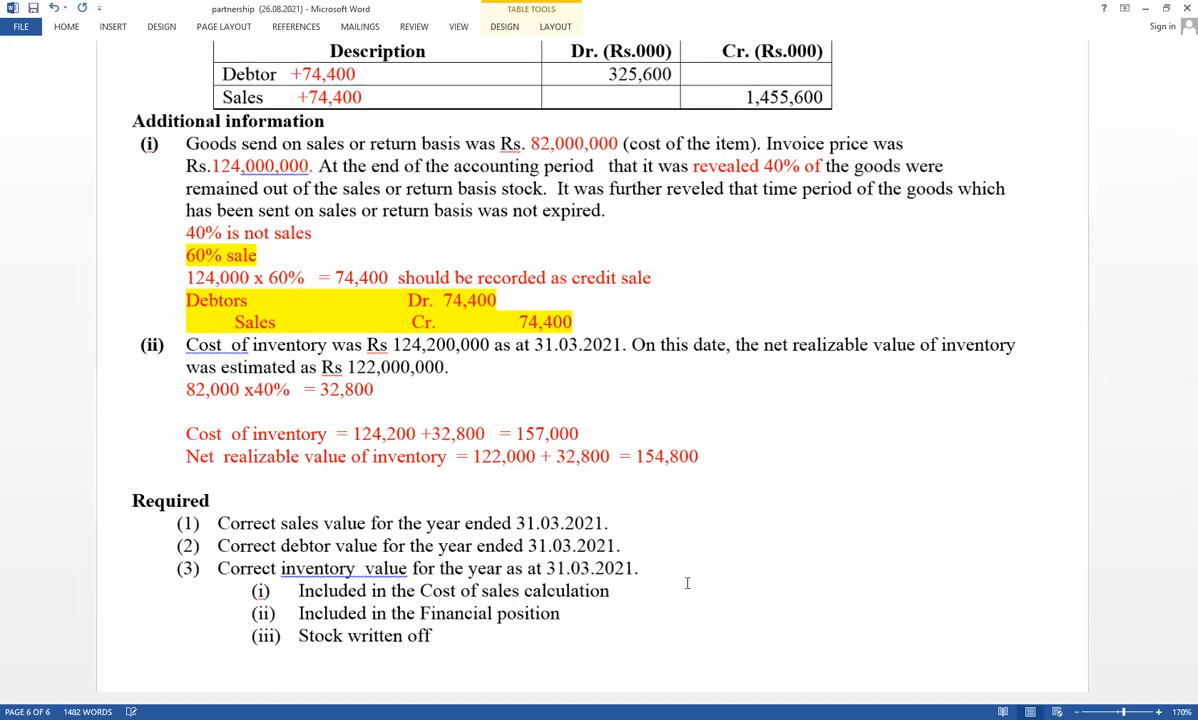 partnership (26.08.2021) - Microsoft Word
TABLE TOOLS
Sign in
FILE HOME INSERT DESIGN PAGE LAYOUT REFERENCES MAILINGS REVIEW VIEW DESIGN LAYOUT
Description Dr. (Rs.000) Cr. (Rs.000)
Debtor +74,400 325,600
Sales +74,400 1,455,600
Additional information
(i) Goods send on sales or return basis was Rs. 82,000,000 (cost of the item). Invoice price was
Rs.124,000,000. At the end of the accounting period that it was revealed 40% of the goods were
remained out of the sales or return basis stock. It was further reveled that time period of the goods which
has been sent on sales or return basis was not expired.
40% is not sales
60% sale
124,000 x 60% = 74,400 should be recorded as credit sale
Debtors Dr. 74,400
Sales Cr. 74,400
(ii) Cost of inventory was Rs 124,200,000 as at 31.03.2021. On this date, the net realizable value of inventory
was estimated as Rs 122,000,000.
82,000 x40% = 32,800
Cost of inventory = 124,200 +32,800 = 157,000
Net realizable value of inventory = 122,000 + 32,800 = 154,800
Required
(1) Correct sales value for the year ended 31.03.2021.
(2) Correct debtor value for the year ended 31.03.2021.
(3) Correct inventory value for the year as at 31.03.2021.
(i) Included in the Cost of sales calculation
(ii) Included in the Financial position
(iii) Stock written off
PAGE 6 OF 6 1482 WORDS 170%